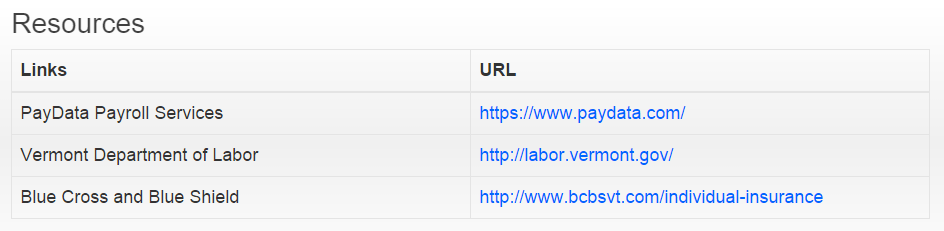 Resources
Links URL
PayData Payroll Services https://www.paydata.com/
Vermont Department of Labor http://labor.vermont.gov/
Blue Cross and Blue Shield http://www.bcbsvt.com/individual-insurance